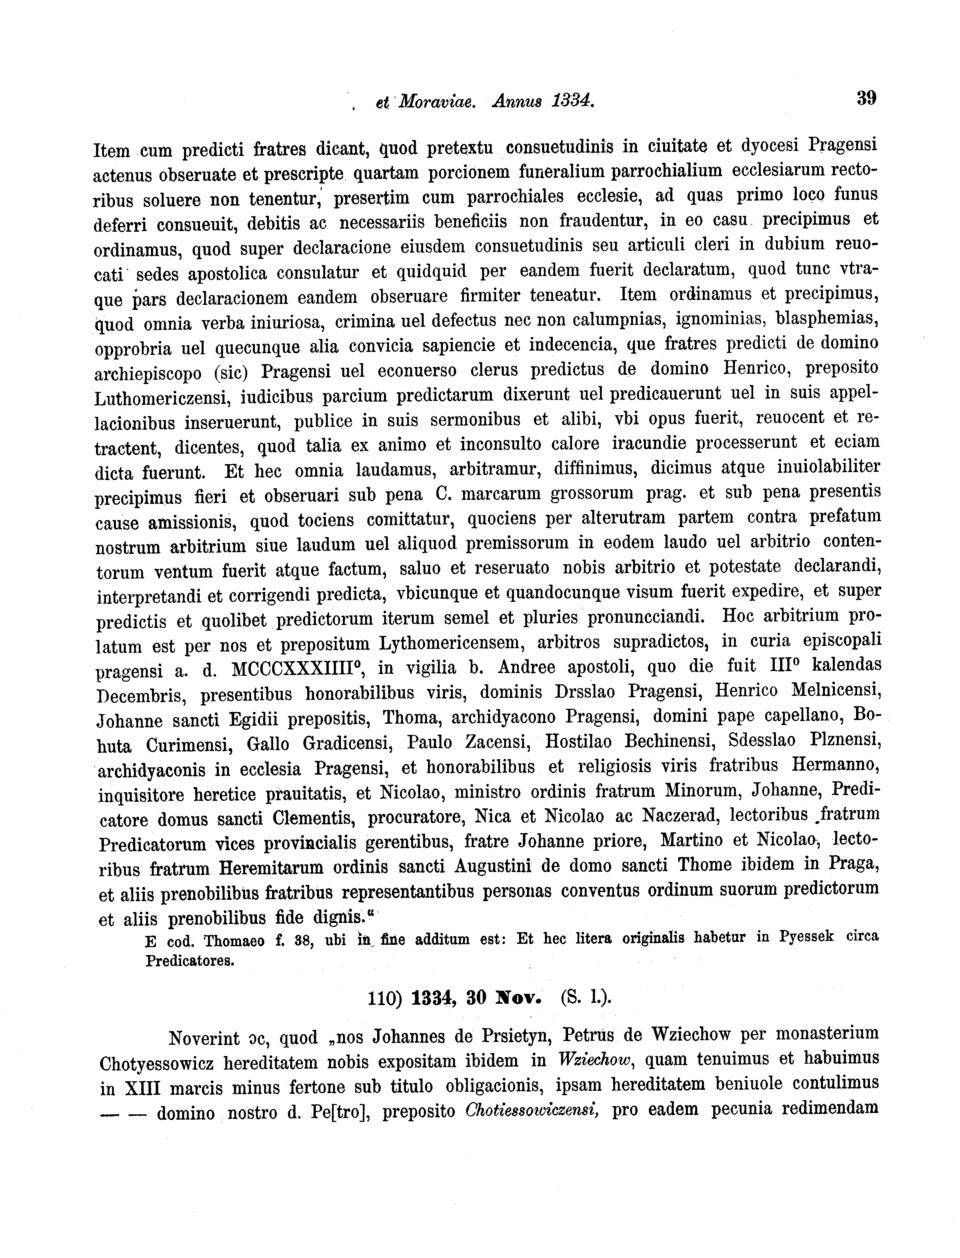 et Moraviae. Annus 1334. 39
Item cum predicti fratres dicant, quod pretextu consuetudinis in ciuitate et dyocesi Pragensi
actenus obseruate et prescripte quartam porcionem funeralium parrochialium ecclesiarum recto-
ribus soluere non tenentur, presertim cum parrochiales ecclesie, ad quas primo loco funus
deferri consueuit, debitis ac necessariis beneficiis non fraudentur, in eo casu precipimus et
ordinamus, quod super declaracione eiusdem consuetudinis seu articuli cleri in dubium reuo-
cati sedes apostolica consulatur et quidquid per eandem fuerit declaratum, quod tunc vtra-
que pars declaracionem eandem obseruare firmiter teneatur. Item ordinamus et precipimus,
quod omnia verba iniuriosa, crimina uel defectus nec non calumpnias, ignominias, blasphemias,
opprobria uel quecunque alia convicia sapiencie et indecencia, que fratres predicti de domino
archiepiscopo (sic) Pragensi uel econuerso clerus predictus de domino Henrico, preposito
Luthomericzensi, iudicibus parcium predictarum dixerunt uel predicauerunt uel in suis appel-
lacionibus inseruerunt, publice in suis sermonibus et alibi, vbi opus fuerit, reuocent et re-
tractent, dicentes, quod talia ex animo et inconsulto calore iracundie processerunt et eciam
dicta fuerunt. Et hec omnia laudamus, arbitramur, diffinimus, dicimus atque inuiolabiliter
precipimus fieri et obseruari sub pena C. marcarum grossorum prag. et sub pena presentis
cause amissionis, quod tociens comittatur, quociens per alterutram partem contra prefatum
nostrum arbitrium siue laudum uel aliquod premissorum in eodem laudo uel arbitrio conten-
torum ventum fuerit atque factum, saluo et reseruato nobis arbitrio et potestate declarandi,
interpretandi et corrigendi predicta, vbicunque et quandocunque visum fuerit expedire, et super
predictis et quolibet predictorum iterum semel et pluries pronuncciandi. Hoc arbitrium pro-
latum est per nos et prepositum Lythomericensem, arbitros supradictos, in curia episcopali
pragensi a. d. MCCCXXXIIII⁰, in vigilia b. Andree apostoli, quo die fuit III⁰ kalendas
Decembris, presentibus honorabilibus viris, dominis Drsslao Pragensi, Henrico Melnicensi,
Johanne sancti Egidii prepositis, Thoma, archidyacono Pragensi, domini pape capellano, Bo-
huta Curimensi, Gallo Gradicensi, Paulo Zacensi, Hostilao Bechinensi, Sdesslao Plznensi,
archidyaconis in ecclesia Pragensi, et honorabilibus et religiosis viris fratribus Hermanno,
inquisitore heretice prauitatis, et Nicolao, ministro ordinis fratrum Minorum, Johanne, Predi-
catore domus sancti Clementis, procuratore, Nica et Nicolao ac Naczerad, lectoribus fratrum
Predicatorum vices provincialis gerentibus, fratre Johanne priore, Martino et Nicolao, lecto-
ribus fratrum Heremitarum ordinis sancti Augustini de domo sancti Thome ibidem in Praga,
et aliis prenobilibus fratribus representantibus personas conventus ordinum suorum predictorum
et aliis prenobilibus fide dignis.“
E cod. Thomaeo f. 38, ubi in fine additum est: Et hec litera originalis habetur in Pyessek circa
Predicatores.
110) 1334, 30 Nov. (S. l.).
Noverint ɔc, quod „nos Johannes de Prsietyn, Petrus de Wziechow per monasterium
Chotyessowicz hereditatem nobis expositam ibidem in Wziechow, quam tenuimus et habuimus
in XIII marcis minus fertone sub titulo obligacionis, ipsam hereditatem beniuole contulimus
— — domino nostro d. Pe[tro], preposito Chotiessowiczensi, pro eadem pecunia redimendam